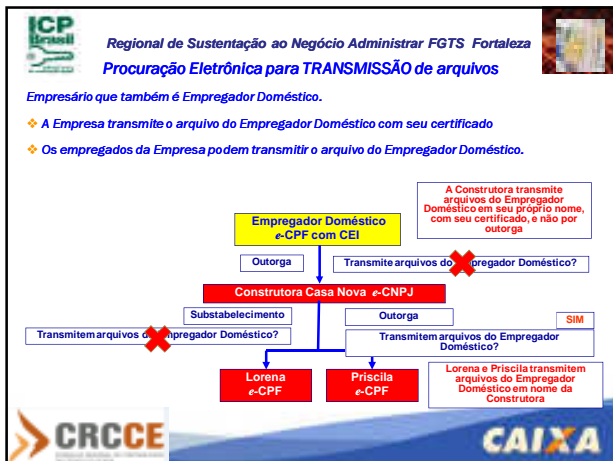 ICP
Brasil
Regional de Sustentação ao Negócio Administrar FGTS Fortaleza
Procuração Eletrônica para TRANSMISSÃO de arquivos
Empresário que também é Empregador Doméstico.
A Empresa transmite o arquivo do Empregador Doméstico com seu certificado
Os empregados da Empresa podem transmitir o arquivo do Empregador Doméstico.
A Construtora transmite
arquivos do Empregador
Doméstico em seu próprio nome,
com seu certificado, e não por
outorga
Empregador Doméstico
e-CPF com CEI
Outorga
Transmite arquivos do Empregador Doméstico?
Construtora Casa Nova e-CNPJ
Substabelecimento
Outorga
SIM
Transmitem arquivos do Empregador Doméstico?
Transmitem arquivos do Empregador
Doméstico?
Lorena
e-CPF
Priscila
e-CPF
Lorena e Priscila transmitem
arquivos do Empregador
Doméstico em nome da
Construtora
CRCCE
CAIXA